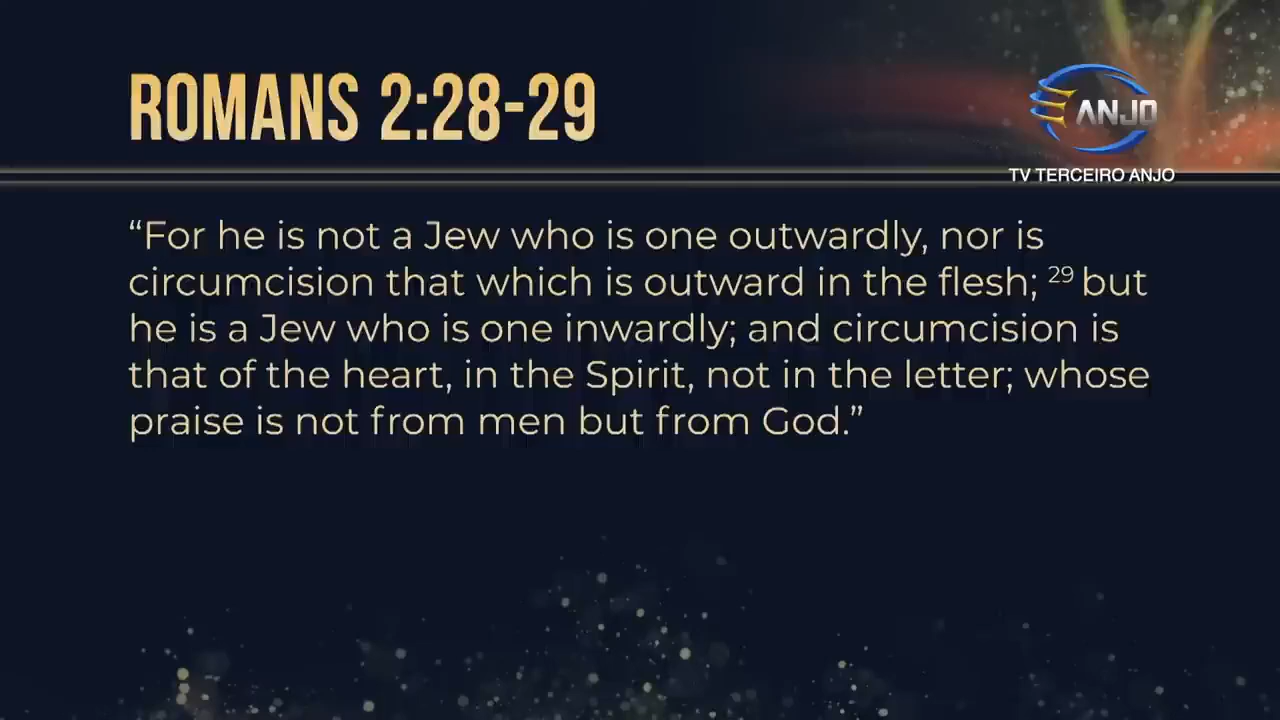 ROMANS 2:28-29
ANJO
TV TERCEIRO ANJO
“For he is not a Jew who is one outwardly, nor is
circumcision that which is outward in the flesh; 29 but
he is a Jew who is one inwardly; and circumcision is
that of the heart, in the Spirit, not in the letter; whose
praise is not from men but from God.”